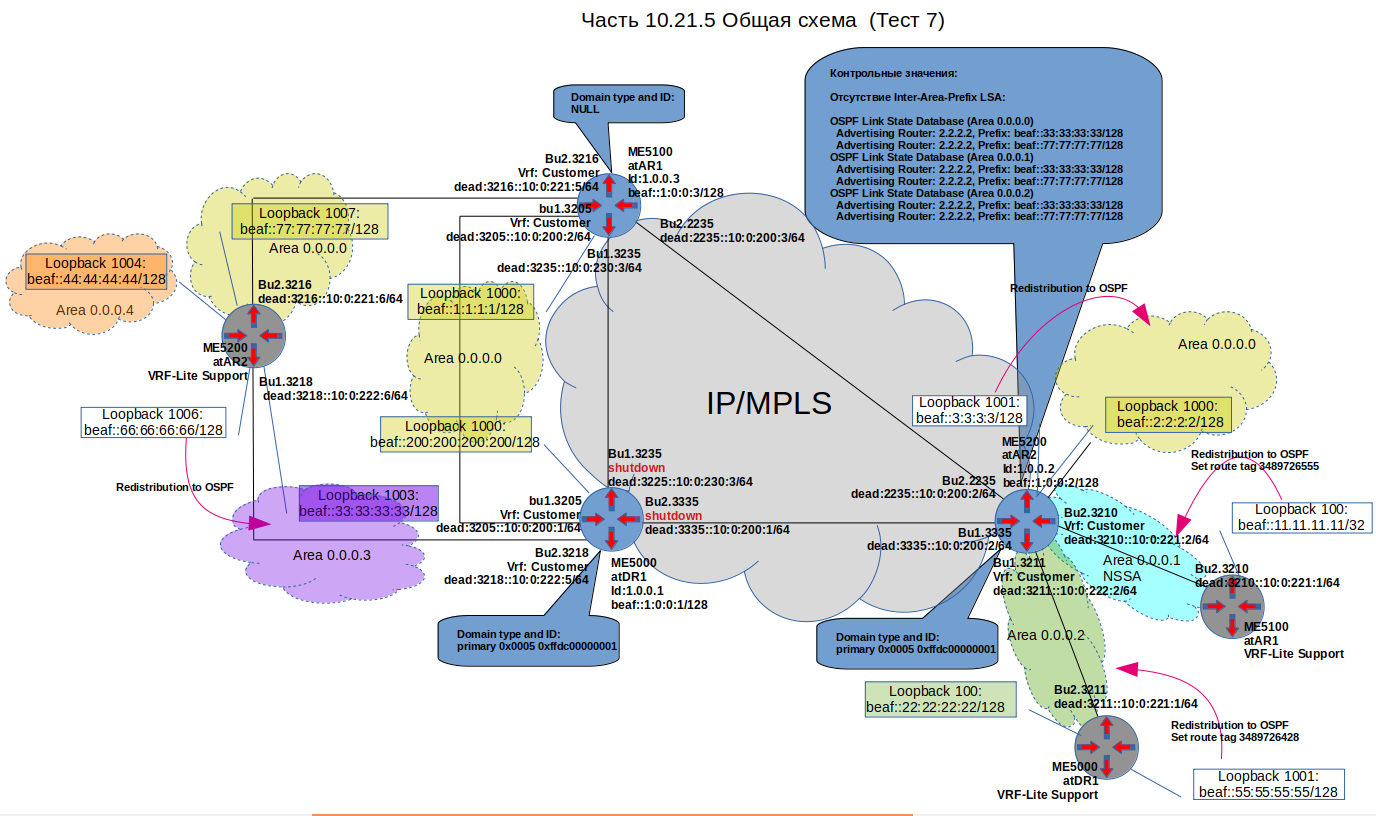 Часть 10.21.5 Общая схема  (Тест 7)
Контрольные значения:
Отсутствие Inter-Area-Prefix LSA:
OSPF Link State Database (Area 0.0.0.0)
Advertising Router: 2.2.2.2, Prefix: beaf::33:33:33:33/128
Advertising Router: 2.2.2.2, Prefix: beaf::77:77:77:77/128
OSPF Link State Database (Area 0.0.0.1)
Advertising Router: 2.2.2.2, Prefix: beaf::33:33:33:33/128
Advertising Router: 2.2.2.2, Prefix: beaf::77:77:77:77/128
OSPF Link State Database (Area 0.0.0.2)
Advertising Router: 2.2.2.2, Prefix: beaf::33:33:33:33/128
Advertising Router: 2.2.2.2, Prefix: beaf::77:77:77:77/128
Domain type and ID:
NULL
Bu2.3216
Vrf: Customer
dead:3216::10:0:221:5/64
ME5100
atAR1
Id:1.0.0.3
beaf::1:0:0:3/128
bu1.3205
Vrf: Customer
dead:3205::10:0:200:2/64
Bu2.2235
dead:2235::10:0:200:3/64
Bu1.3235
dead:3235::10:0:230:3/64
Loopback 1007:
beaf::77:77:77:77/128
Area 0.0.0.0
Loopback 1004:
beaf::44:44:44:44/128
Area 0.0.0.4
Bu2.3216
dead:3216::10:0:221:6/64
ME5200
atAR2
VRF-Lite Support
Bu1.3218
dead:3218::10:0:222:6/64
Loopback 1006:
beaf::66:66:66:66/128
Redistribution to OSPF
Loopback 1003:
beaf::33:33:33:33/128
Area 0.0.0.3
Loopback 1000:
beaf::1:1:1:1/128
Area 0.0.0.0
Loopback 1000:
beaf::200:200:200:200/128
IP/MPLS
Bu1.3235
shutdown
dead:3225::10:0:230:3/64
Bu2.3335
shutdown
dead:3335::10:0:200:1/64
bu1.3205
Vrf: Customer
dead:3205::10:0:200:1/64
Bu2.3218
Vrf: Customer
dead:3218::10:0:222:5/64
ME5000
atDR1
Id:1.0.0.1
beaf::1:0:0:1/128
Domain type and ID:
primary 0x0005 0xffdc00000001
Redistribution to OSPF
Area 0.0.0.0
Loopback 1001:
beaf::3:3:3:3/128
Loopback 1000:
beaf::2:2:2:2/128
ME5200
atAR2
Id:1.0.0.2
beaf::1:0:0:2/128
Bu2.2235
dead:2235::10:0:200:2/64
Bu1.3335
dead:3335::10:0:200:2/64
Redistribution to OSPF
Set route tag 3489726555
Loopback 100:
beaf::11.11.11.11/32
Bu2.3210
Vrf: Customer
dead:3210::10:0:221:2/64
Area 0.0.0.1
NSSA
Bu2.3210
dead:3210::10:0:221:1/64
ME5100
atAR1
VRF-Lite Support
Bu1.3211
Vrf: Customer
dead:3211::10:0:222:2/64
Area 0.0.0.2
Domain type and ID:
primary 0x0005 0xffdc00000001
Loopback 100:
beaf::22:22:22:22/128
Bu2.3211
dead:3211::10:0:221:1/64
ME5000
atDR1
VRF-Lite Support
Redistribution to OSPF
Set route tag 3489726428
Loopback 1001:
beaf::55:55:55:55/128